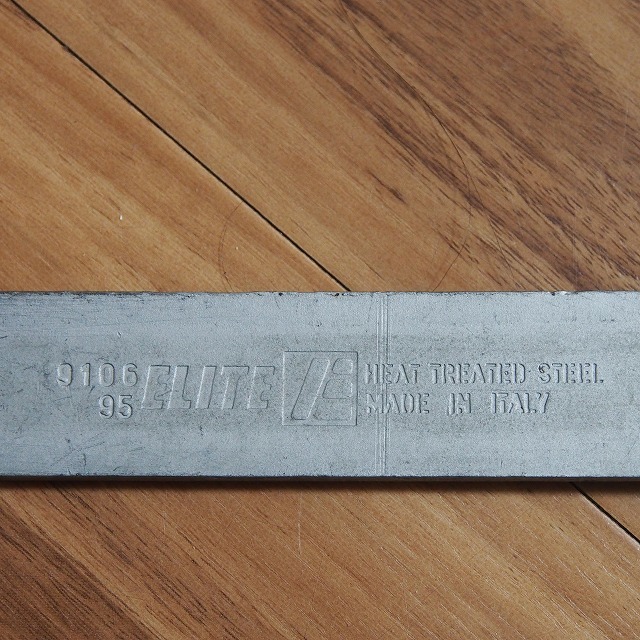 9106 ELITE HEAT TREATED STEEL
95 MADE IN ITALY